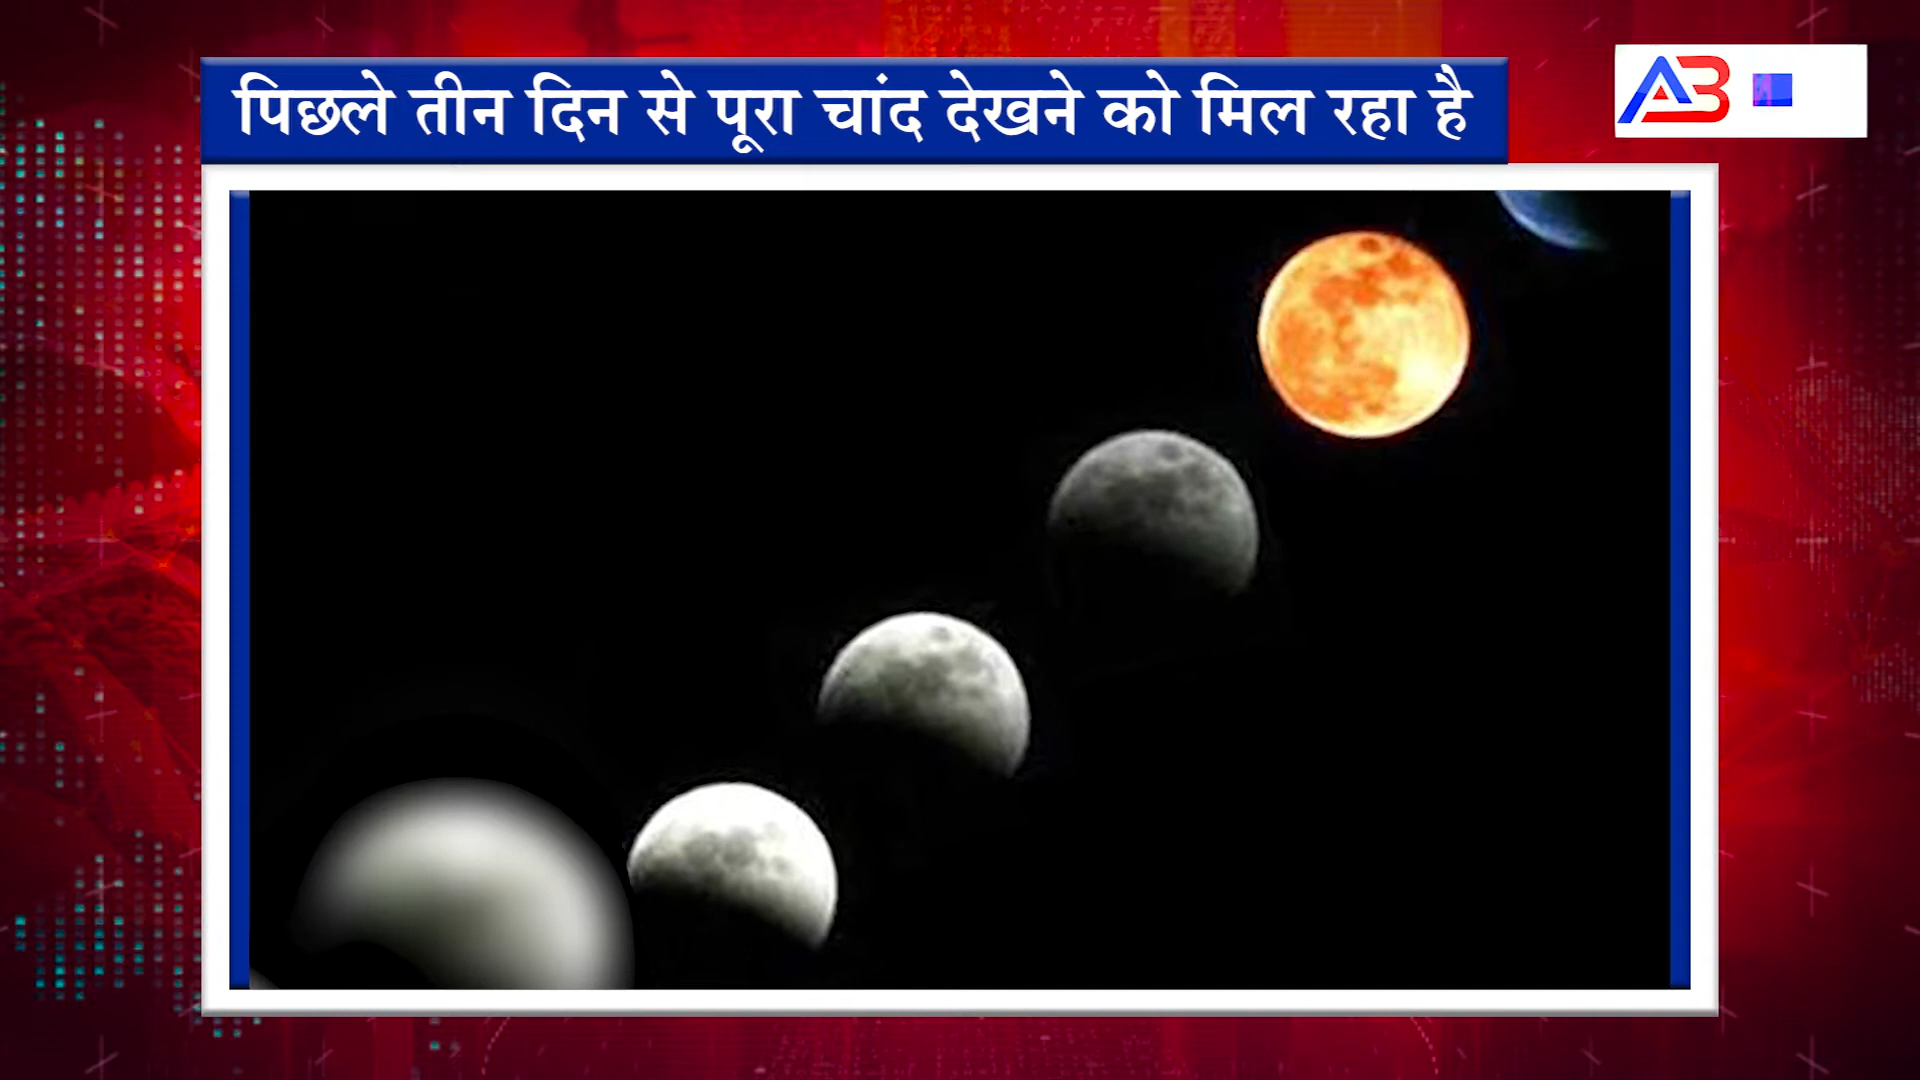 पिछले तीन दिन से पूरा चांद देखने को मिल रहा है
AB